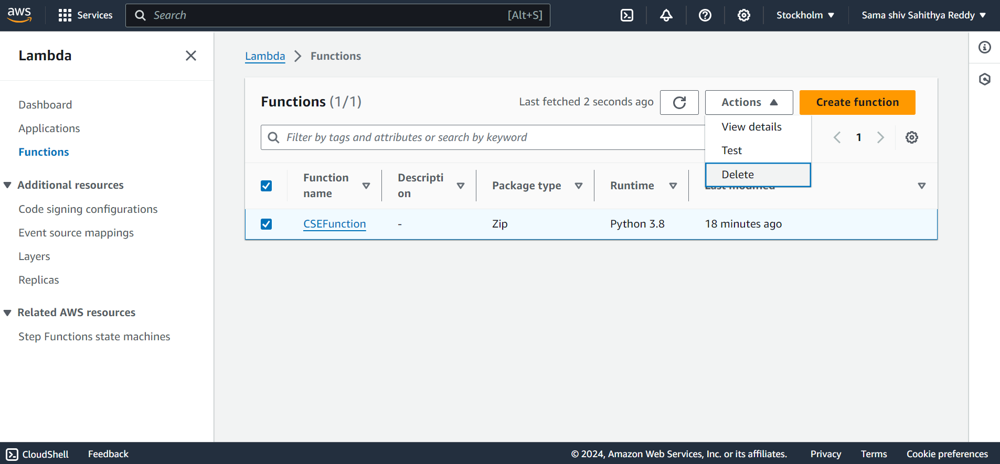 aws
Services
Search [Alt+S]
Stockholm
Sama shiv Sahithya Reddy
Lambda
Dashboard
Applications
Functions
Additional resources
Code signing configurations
Event source mappings
Layers
Replicas
Related AWS resources
Step Functions state machines
Lambda > Functions
Functions (1/1)
Last fetched 2 seconds ago
Actions
Create function
Filter by tags and attributes or search by keyword
View details
Test
Delete
1
Function
name
Descripti
on
Package type
Runtime
Last modified
CSEFunction - Zip Python 3.8 18 minutes ago
CloudShell Feedback
© 2024, Amazon Web Services, Inc. or its affiliates. Privacy Terms Cookie preferences